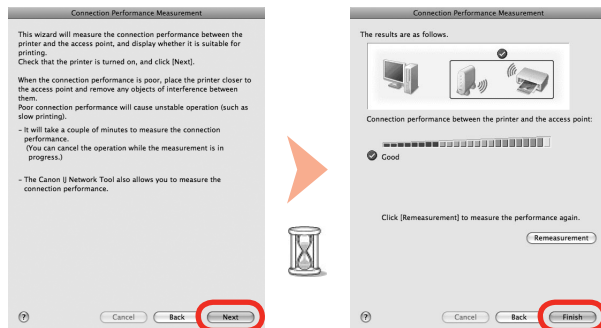 Connection Performance Measurement
This wizard will measure the connection performance between the
printer and the access point, and display whether it is suitable for
printing.
Check that the printer is turned on, and click [Next].
When the connection performance is poor, place the printer closer to
the access point and remove any objects of interference between
them.
Poor connection performance will cause unstable operation (such as
slow printing).
- It will take a couple of minutes to measure the connection
performance.
(You can cancel the operation while the measurement is in
progress.)
- The Canon IJ Network Tool also allows you to measure the
connection performance.
?
Cancel
Back
Next
Connection Performance Measurement
The results are as follows.
Connection performance between the printer and the access point:
Good
Click [Remeasurement] to measure the performance again.
Remeasurement
?
Cancel
Back
Finish